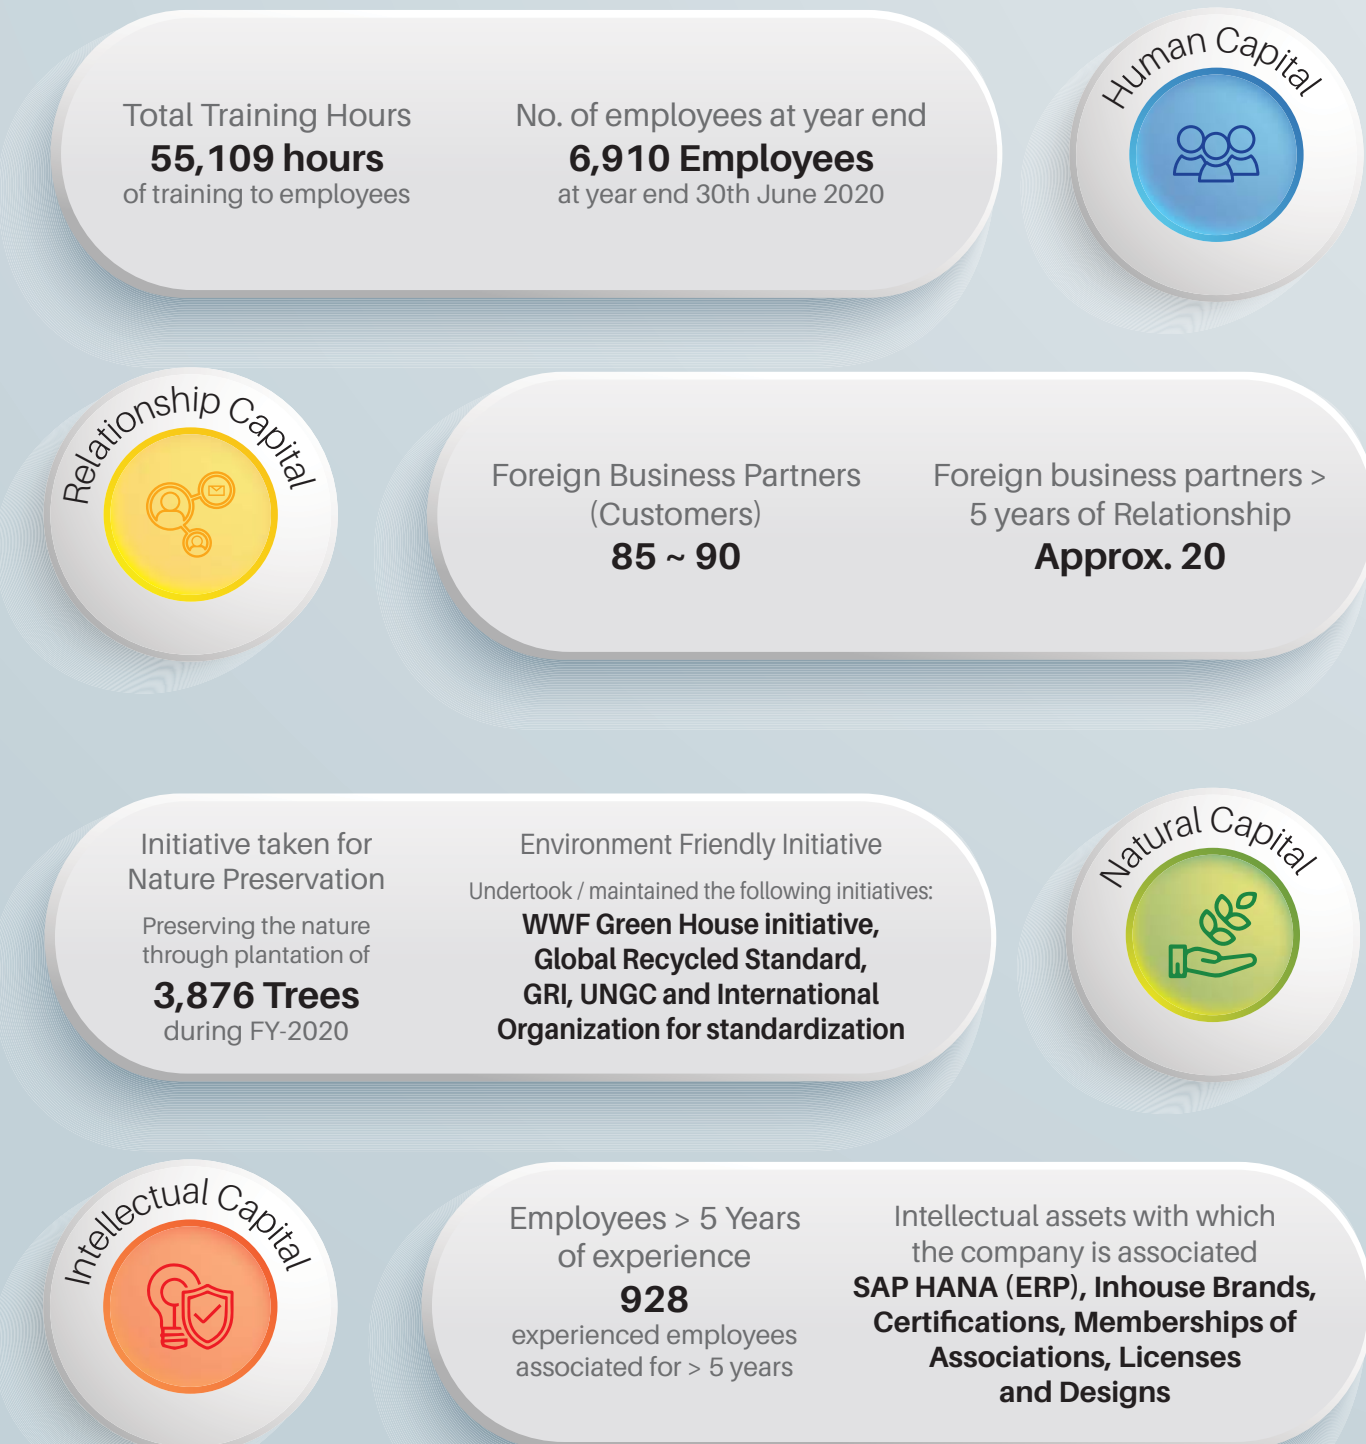 Human Capital
Total Training Hours
55,109 hours
of training to employees
No. of employees at year end
6,910 Employees
at year end 30th June 2020
Relationship Capital
Foreign Business Partners
(Customers)
85 ~ 90
Foreign business partners >
5 years of Relationship
Approx. 20
Natural Capital
Initiative taken for
Nature Preservation
Preserving the nature
through plantation of
3,876 Trees
during FY-2020
Environment Friendly Initiative
Undertook / maintained the following initiatives:
WWF Green House initiative,
Global Recycled Standard,
GRI, UNGC and International
Organization for standardization
Intellectual Capital
Employees > 5 Years
of experience
928
experienced employees
associated for > 5 years
Intellectual assets with which
the company is associated
SAP HANA (ERP), Inhouse Brands,
Certifications, Memberships of
Associations, Licenses
and Designs